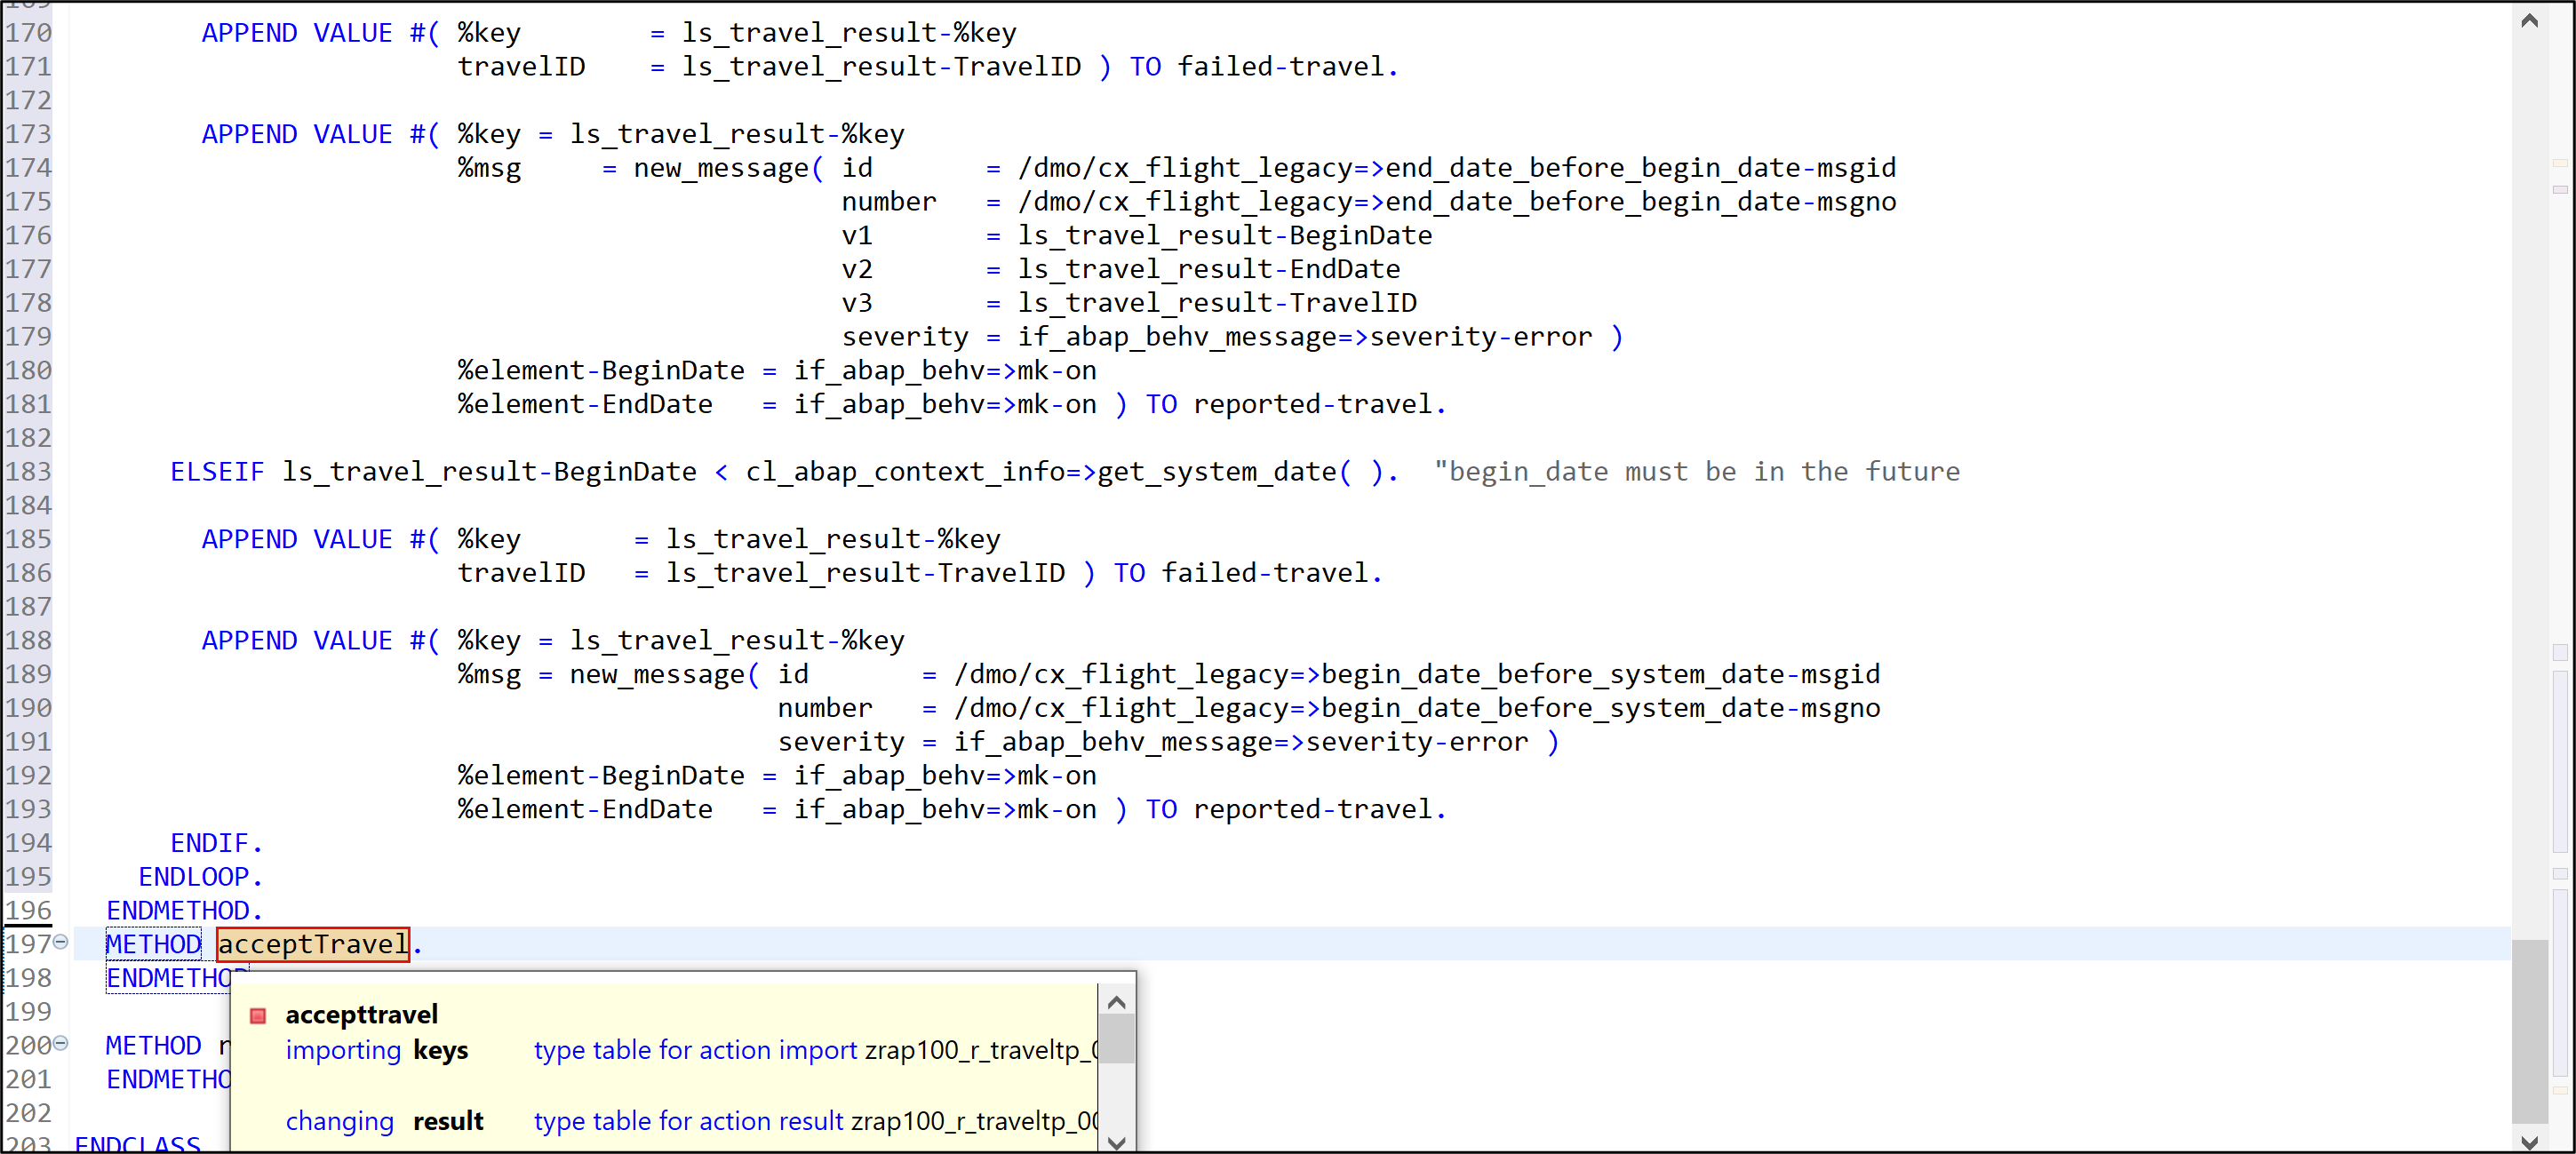 170 APPEND VALUE #( %key = ls_travel_result-%key
171 travelID = ls_travel_result-TravelID ) TO failed-travel.
172
173 APPEND VALUE #( %key = ls_travel_result-%key
174 %msg = new_message( id = /dmo/cx_flight_legacy=>end_date_before_begin_date-msgid
175 number = /dmo/cx_flight_legacy=>end_date_before_begin_date-msgno
176 v1 = ls_travel_result-BeginDate
177 v2 = ls_travel_result-EndDate
178 v3 = ls_travel_result-TravelID
179 severity = if_abap_behv_message=>severity-error )
180 %element-BeginDate = if_abap_behv=>mk-on
181 %element-EndDate = if_abap_behv=>mk-on ) TO reported-travel.
182
183 ELSEIF ls_travel_result-BeginDate < cl_abap_context_info=>get_system_date( ). "begin_date must be in the future
184
185 APPEND VALUE #( %key = ls_travel_result-%key
186 travelID = ls_travel_result-TravelID ) TO failed-travel.
187
188 APPEND VALUE #( %key = ls_travel_result-%key
189 %msg = new_message( id = /dmo/cx_flight_legacy=>begin_date_before_system_date-msgid
190 number = /dmo/cx_flight_legacy=>begin_date_before_system_date-msgno
191 severity = if_abap_behv_message=>severity-error )
192 %element-BeginDate = if_abap_behv=>mk-on
193 %element-EndDate = if_abap_behv=>mk-on ) TO reported-travel.
194 ENDIF.
195 ENDLOOP.
196 ENDMETHOD.
197 METHOD acceptTravel.
198 ENDMETHOD
199
200 METHOD r
201 ENDMETHO
202
203 ENDCLASS
accepttravel
importing keys type table for action import zrap100_r_traveltp_0
changing result type table for action result zrap100_r_traveltp_00